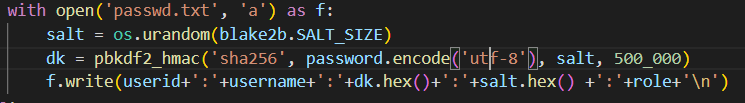 with open('passwd.txt', 'a') as f:
salt = os.urandom(blake2b.SALT_SIZE)
dk = pbkdf2_hmac('sha256', password.encode('utf-8'), salt, 500_000)
f.write(userid+':'+username+':'+dk.hex()+':'+salt.hex() +':'+role+'\n')